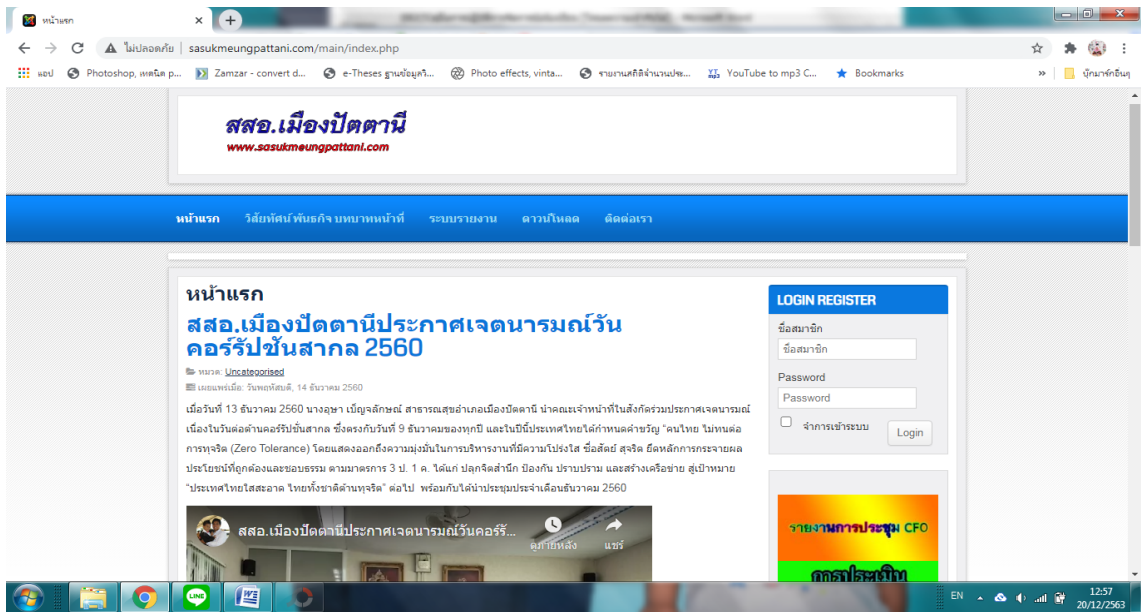 หน้าแรก
ไม่ปลอดภัย | sasukmeungpattani.com/main/index.php
แอป Photoshop, เทคนิค p... Zamzar - convert d... e-Theses ฐานข้อมูลวิ... Photo effects, vinta... รายงานสถิติจำนวนประ... YouTube to mp3 C... Bookmarks » บุ๊กมาร์กอื่นๆ
สสอ.เมืองปัตตานี
www.sasukmeungpattani.com
หน้าแรก วิสัยทัศน์ พันธกิจ บทบาทหน้าที่ ระบบรายงาน ดาวน์โหลด ติดต่อเรา
หน้าแรก
สสอ.เมืองปัตตานีประกาศเจตนารมณ์วัน
คอร์รัปชันสากล 2560
หมวด: Uncategorised
เผยแพร่เมื่อ: วันพฤหัสบดี, 14 ธันวาคม 2560
เมื่อวันที่ 13 ธันวาคม 2560 นางอุษา เบ็ญจลักษณ์ สาธารณสุขอำเภอเมืองปัตตานี นำคณะเจ้าหน้าที่ในสังกัดร่วมประกาศเจตนารมณ์
เนื่องในวันต่อต้านคอร์รัปชั่นสากล ซึ่งตรงกับวันที่ 9 ธันวาคมของทุกปี และในปีนี้ประเทศไทยได้กำหนดคำขวัญ "คนไทย ไม่ทนต่อ
การทุจริต (Zero Tolerance) โดยแสดงออกถึงความมุ่งมั่นในการบริหารงานที่มีความโปร่งใส ซื่อสัตย์ สุจริต ยึดหลักการกระจายผล
ประโยชน์ที่ถูกต้องและชอบธรรม ตามมาตรการ 3 ป. 1 ค. ได้แก่ ปลุกจิตสำนึก ป้องกัน ปราบปราม และสร้างเครือข่าย สู่เป้าหมาย
"ประเทศไทยใสสะอาด ไทยทั้งชาติต้านทุจริต" ต่อไป พร้อมกับได้นำประชุมประจำเดือนธันวาคม 2560
สสอ.เมืองปัตตานีประกาศเจตนารมณ์วันคอร์รั...
ดูภายหลัง แชร์
LOGIN REGISTER
ชื่อสมาชิก
ชื่อสมาชิก
Password
Password
จำการเข้าระบบ Login
รายงานการประชุม CFO
การประเมิน
EN 12:57
20/12/2563